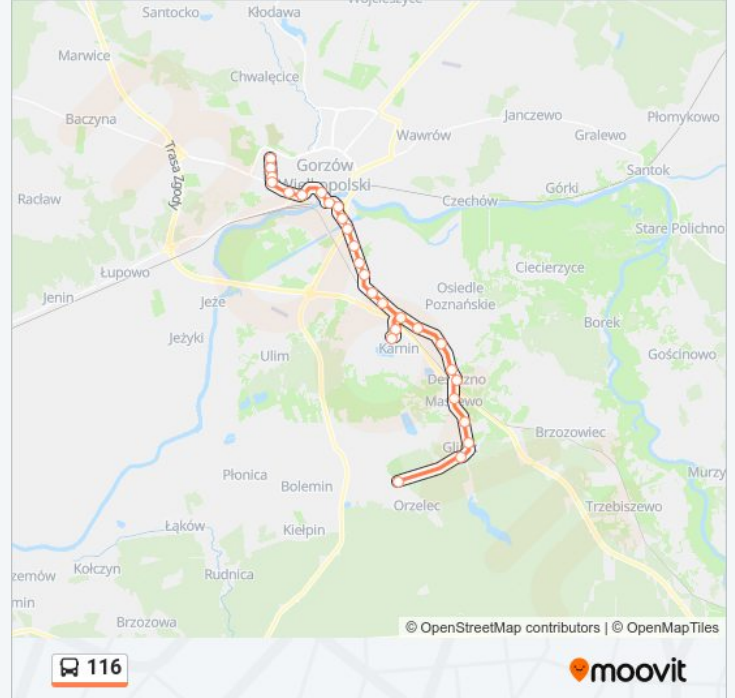 Santocko
Kłodawa
Marwice
Chwalęcice
Baczyna
Janczewo
Płomykowo
Wawrów
Gralewo
Trasa Zgody
Gorzów
Wielkopolski
Santok
Racław
Górki
Czechów
Stare Polichno
Łupowo
Ciecierzyce
Jenin
Jeże
Osiedle
Poznańskie
Borek
Jeżyki
Ulim
Karnin
Gościnowo
Deszczno
Maszewo
Brzozowiec
Płonica
Bolemin
Murzy
Orzelec
Trzebiszewo
Łąków
Kiełpin
Kołczyn
zemów
Rudnica
min
Brzozowa
© OpenStreetMap contributors | © OpenMapTiles
116
moovit